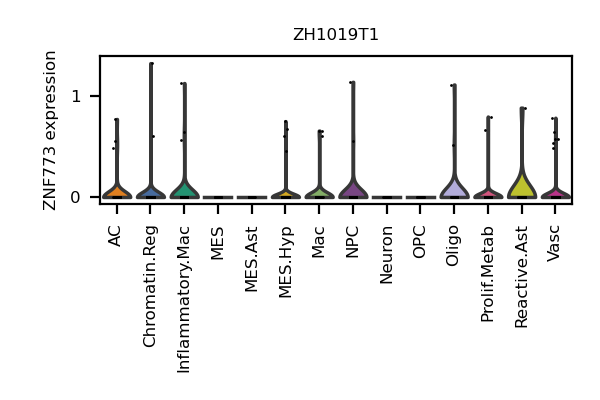 ZH1019T1
ZNF773 expression
1
0
AC
Chromatin.Reg
Inflammatory.Mac
MES
MES.Ast
MES.Hyp
Mac
NPC
Neuron
OPC
Oligo
Prolif.Metab
Reactive.Ast
Vasc